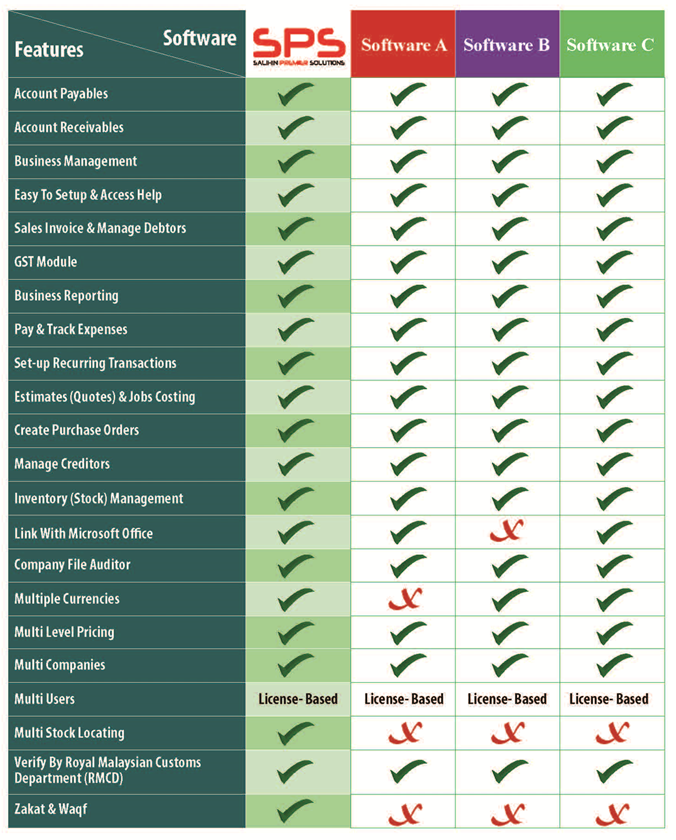 Software
Features
SPS
SALIHIN PREMIER SOLUTIONS
Software A
Software B
Software C
Account Payables
Account Receivables
Business Management
Easy To Setup & Access Help
Sales Invoice & Manage Debtors
GST Module
Business Reporting
Pay & Track Expenses
Set-up Recurring Transactions
Estimates (Quotes) & Jobs Costing
Create Purchase Orders
Manage Creditors
Inventory (Stock) Management
Link With Microsoft Office
Company File Auditor
Multiple Currencies
Multi Level Pricing
Multi Companies
Multi Users License- Based License- Based License- Based License- Based
Multi Stock Locating
Verify By Royal Malaysian Customs
Department (RMCD)
Zakat & Waqf